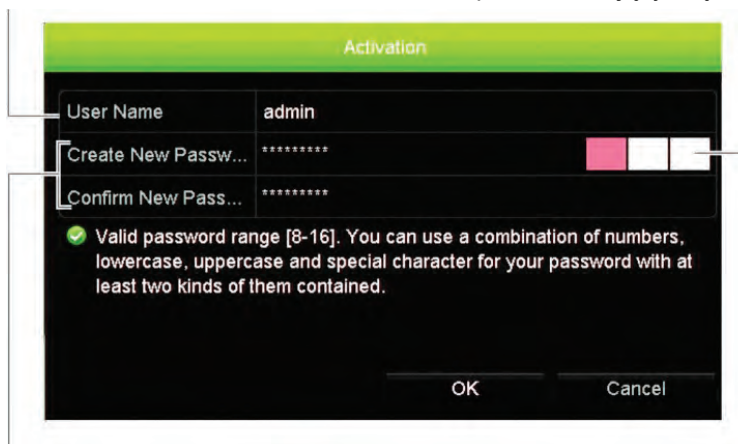 Activation
User Name admin
Create New Passw... *********
Confirm New Pass... *********
Valid password range [8-16]. You can use a combination of numbers,
lowercase, uppercase and special character for your password with at
least two kinds of them contained.
OK Cancel